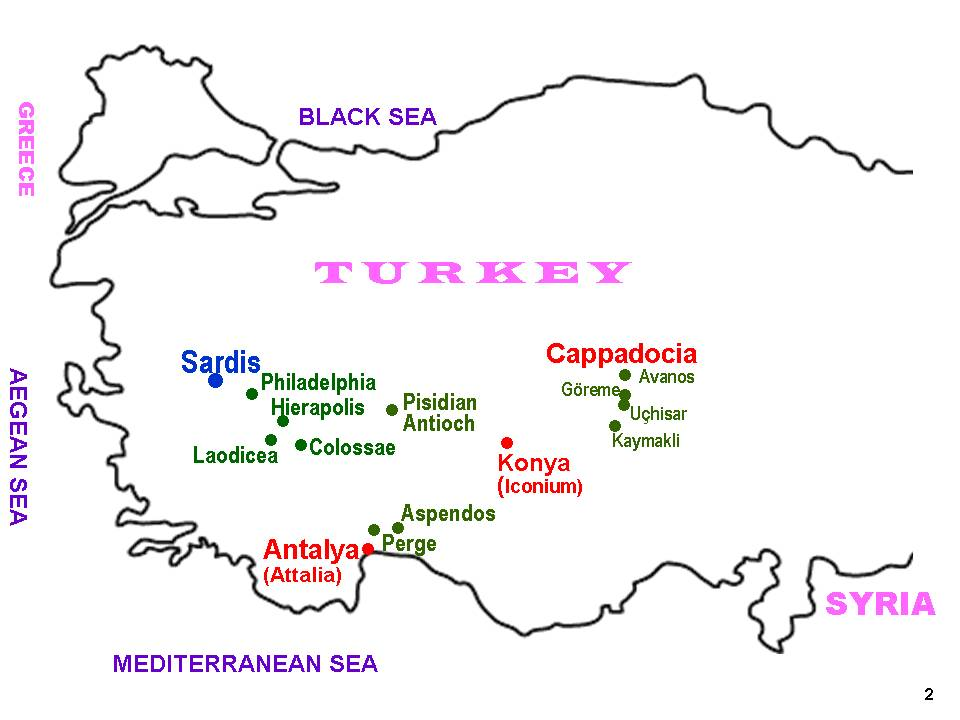 GREECE
BLACK SEA
TURKEY
AEGEAN SEA
Sardis
Philadelphia
Hierapolis
Laodicea
Colossae
Pisidian
Antioch
Cappadocia
Avanos
Göreme
Uçhisar
Kaymakli
Konya
(Iconium)
Aspendos
Perge
Antalya
(Attalia)
SYRIA
MEDITERRANEAN SEA
2